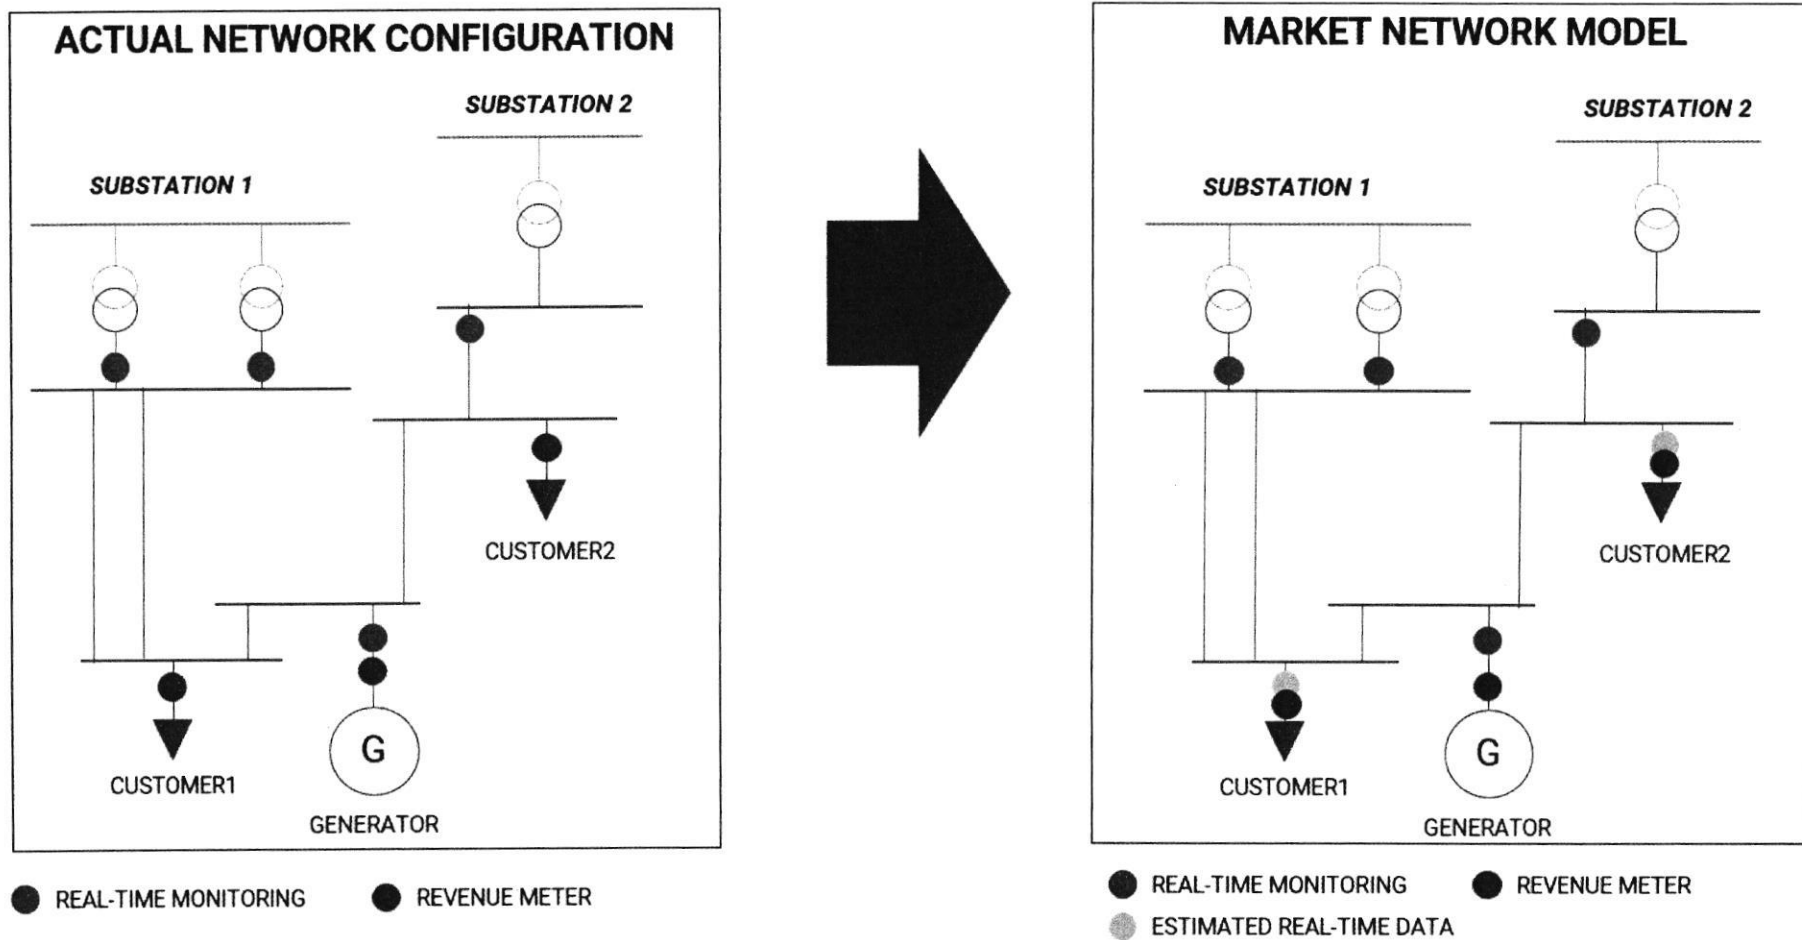 ACTUAL NETWORK CONFIGURATION
SUBSTATION 2
SUBSTATION 1
CUSTOMER2
CUSTOMER1
G
GENERATOR
REAL-TIME MONITORING
REVENUE METER
MARKET NETWORK MODEL
SUBSTATION 2
SUBSTATION 1
CUSTOMER2
CUSTOMER1
G
GENERATOR
REAL-TIME MONITORING
REVENUE METER
ESTIMATED REAL-TIME DATA